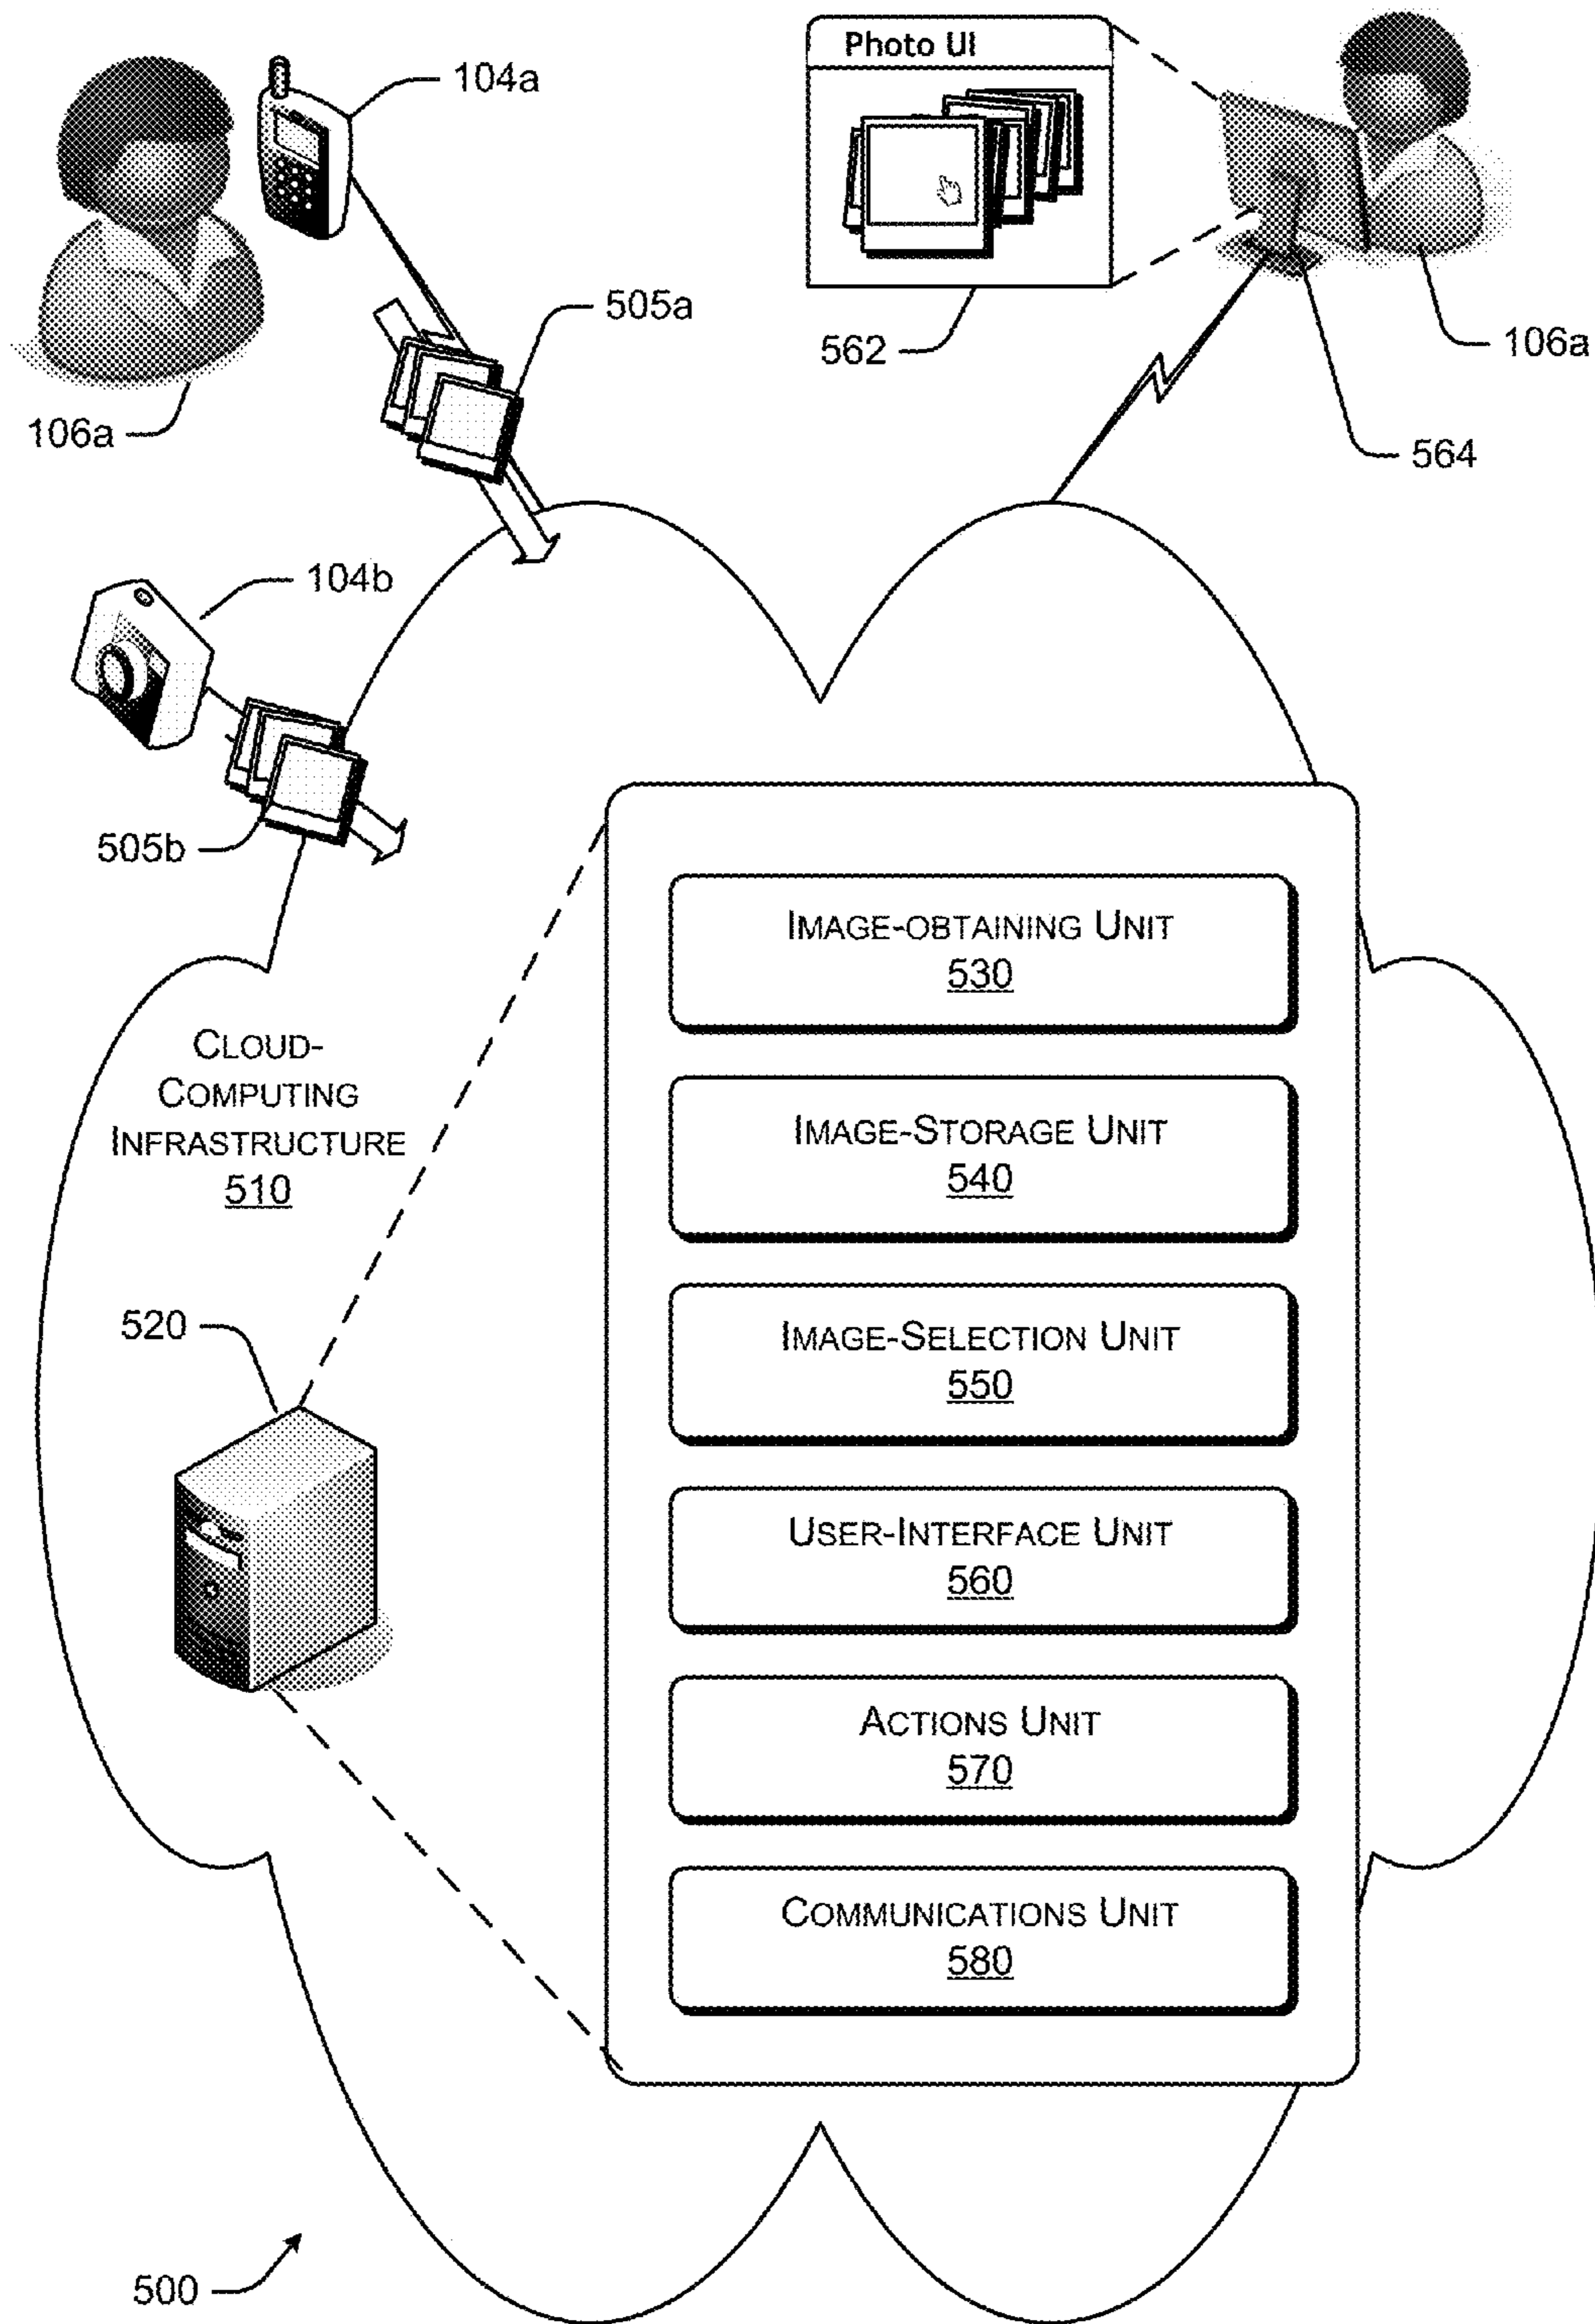 104a
Photo UI
505a
562
106a
106a
564
104b
505b
IMAGE-OBTAINING UNIT
530
CLOUD-
COMPUTING
INFRASTRUCTURE
510
IMAGE-STORAGE UNIT
540
520
IMAGE-SELECTION UNIT
550
USER-INTERFACE UNIT
560
ACTIONS UNIT
570
COMMUNICATIONS UNIT
580
500